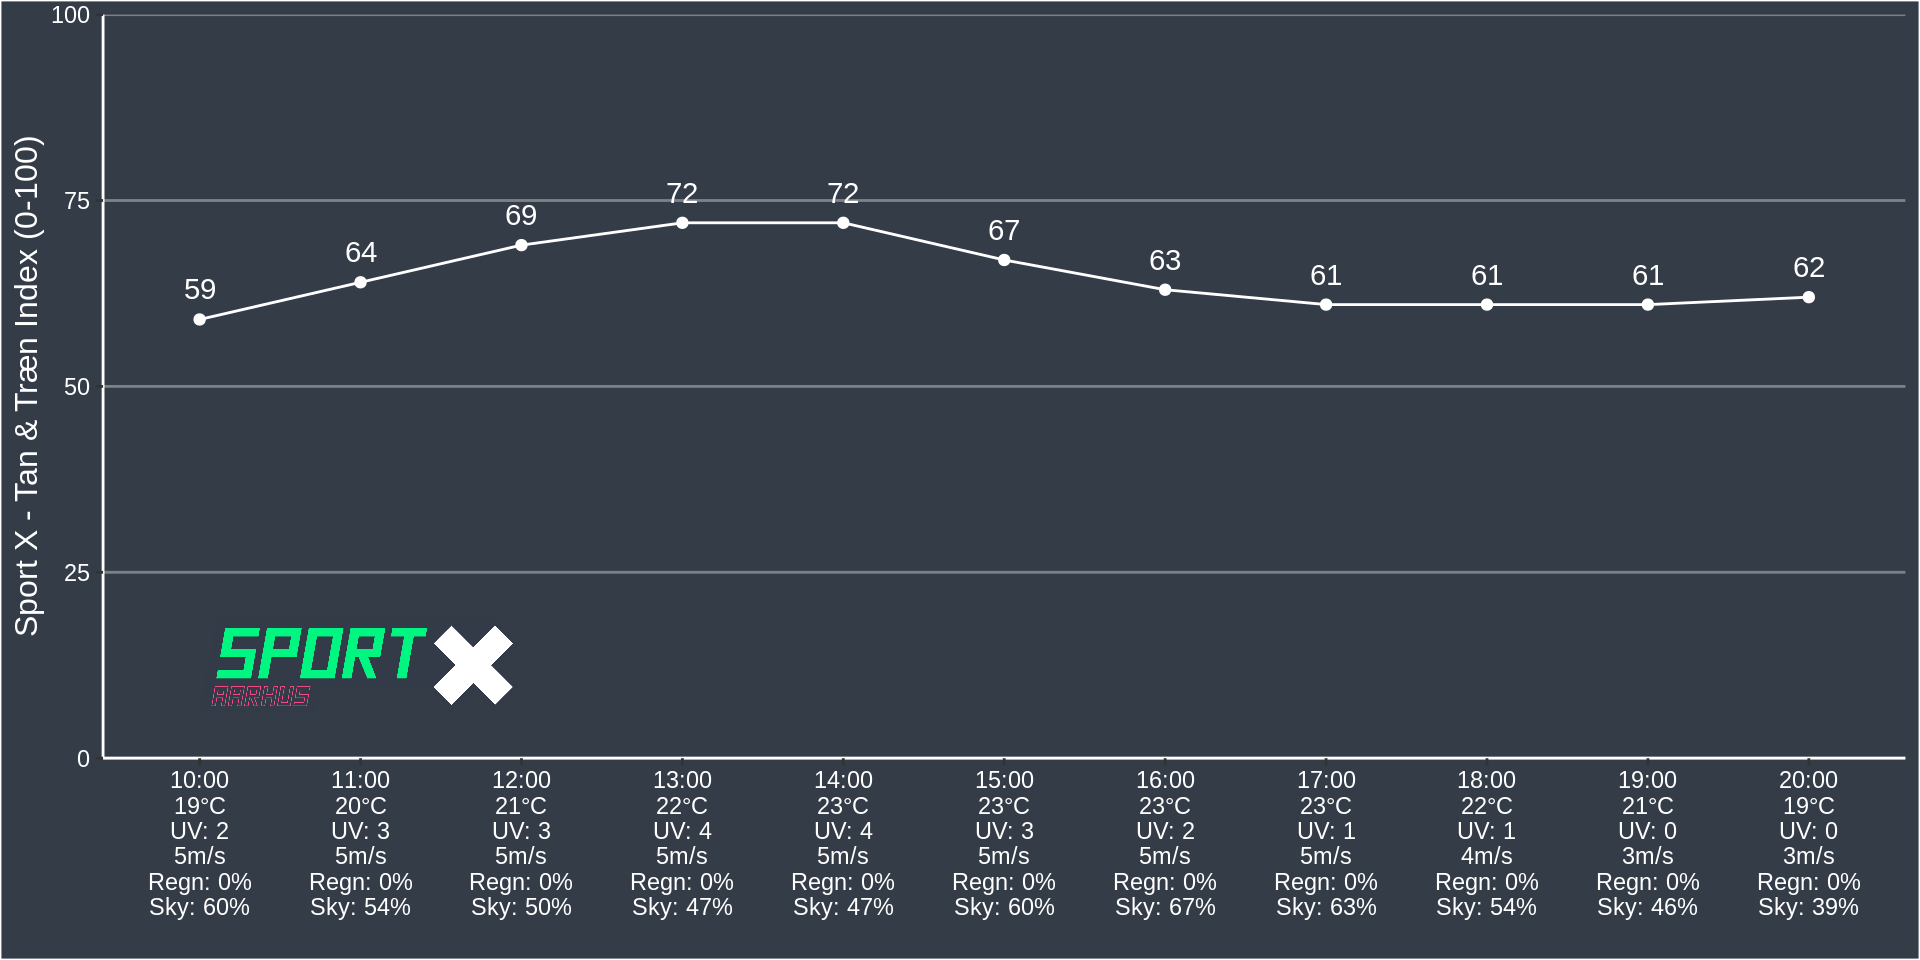 Sport X - Tan & Træn Index (0-100)
100
75
50
25
0
59
64
69
72
72
67
63
61
61
61
62
SPORT X
AARHUS
10:00 11:00 12:00 13:00 14:00 15:00 16:00 17:00 18:00 19:00 20:00
19°C 20°C 21°C 22°C 23°C 23°C 23°C 23°C 22°C 21°C 19°C
UV: 2 UV: 3 UV: 3 UV: 4 UV: 4 UV: 3 UV: 2 UV: 1 UV: 1 UV: 0 UV: 0
5m/s 5m/s 5m/s 5m/s 5m/s 5m/s 5m/s 5m/s 4m/s 3m/s 3m/s
Regn: 0% Regn: 0% Regn: 0% Regn: 0% Regn: 0% Regn: 0% Regn: 0% Regn: 0% Regn: 0% Regn: 0% Regn: 0%
Sky: 60% Sky: 54% Sky: 50% Sky: 47% Sky: 47% Sky: 60% Sky: 67% Sky: 63% Sky: 54% Sky: 46% Sky: 39%